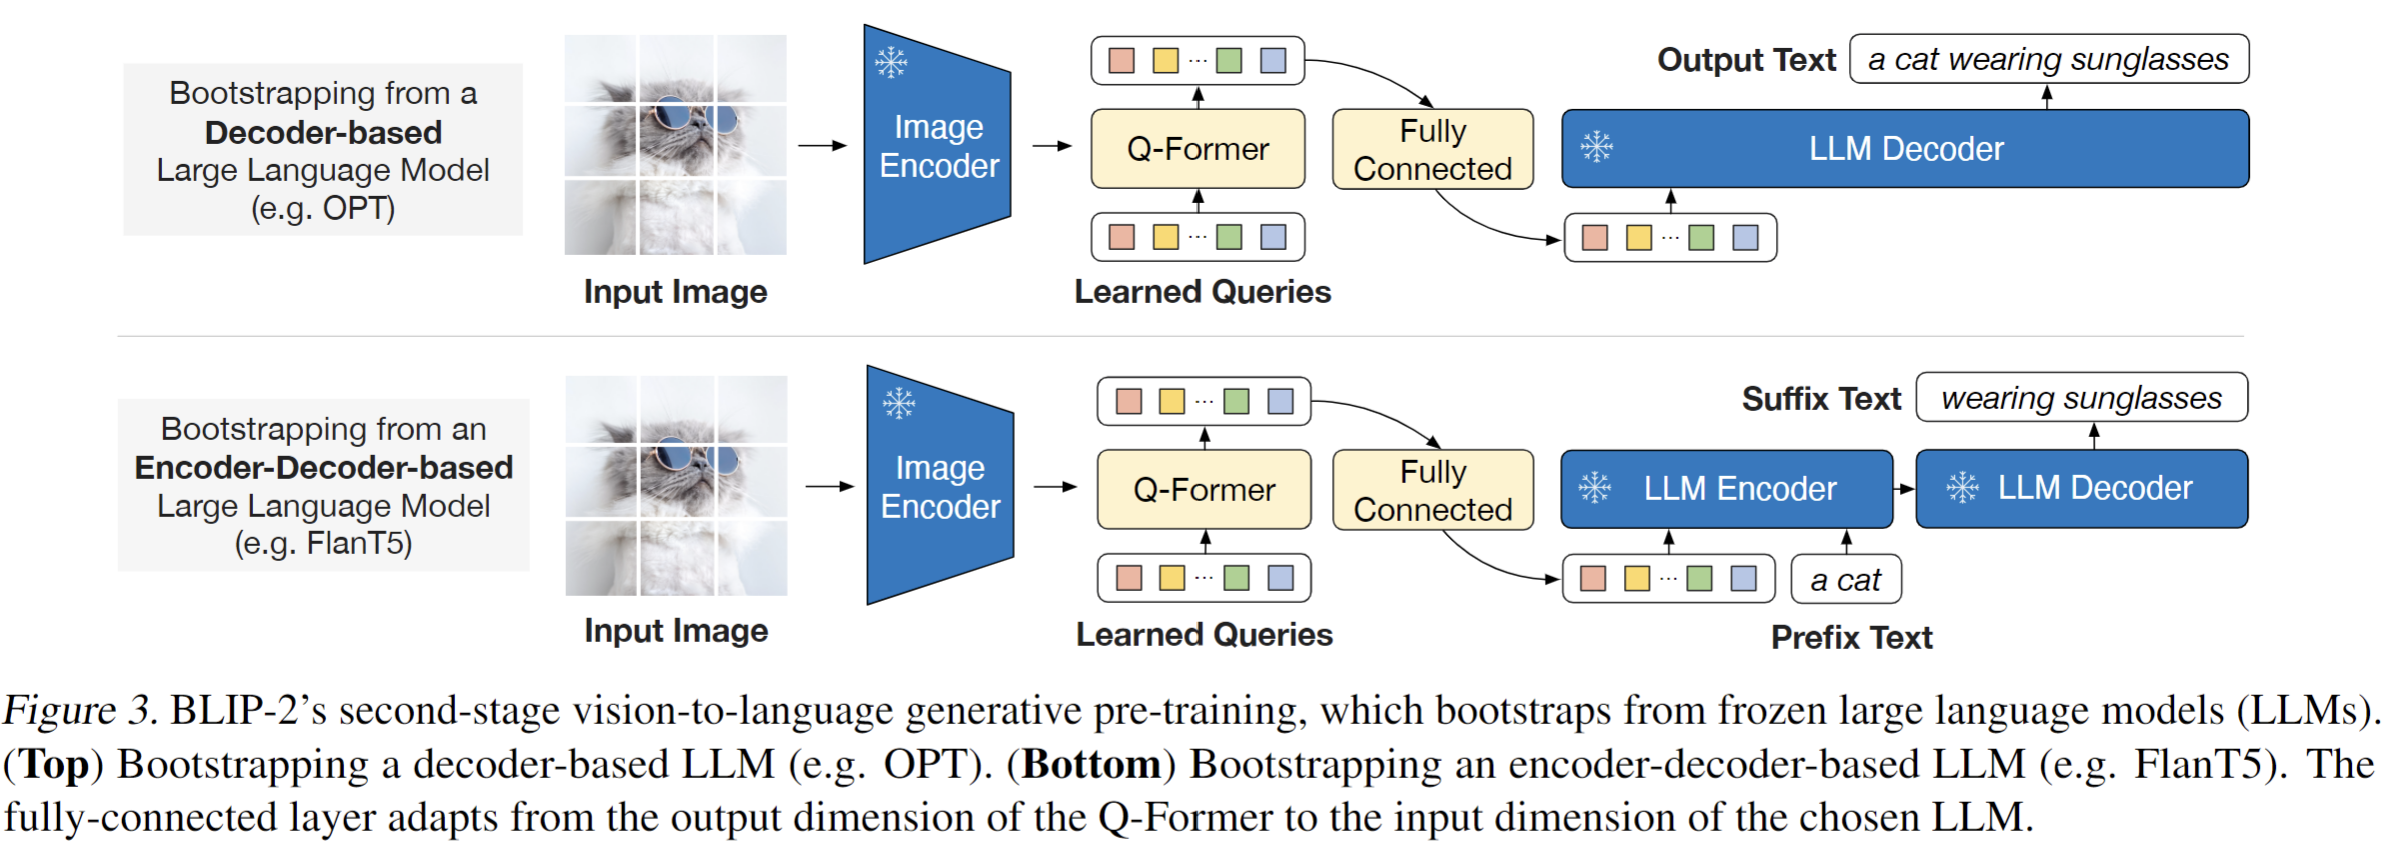 Bootstrapping from a
Decoder-based
Large Language Model
(e.g. OPT)
Input Image
Image
Encoder
Q-Former
Learned Queries
Fully
Connected
Output Text
a cat wearing sunglasses
LLM Decoder
Bootstrapping from an
Encoder-Decoder-based
Large Language Model
(e.g. FlanT5)
Input Image
Image
Encoder
Q-Former
Learned Queries
Fully
Connected
Suffix Text
wearing sunglasses
LLM Encoder
LLM Decoder
a cat
Prefix Text
Figure 3. BLIP-2's second-stage vision-to-language generative pre-training, which bootstraps from frozen large language models (LLMs).
(Top) Bootstrapping a decoder-based LLM (e.g. OPT). (Bottom) Bootstrapping an encoder-decoder-based LLM (e.g. FlanT5). The
fully-connected layer adapts from the output dimension of the Q-Former to the input dimension of the chosen LLM.